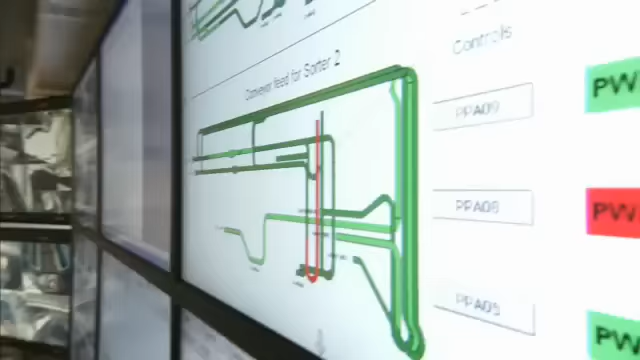 Conveyor feed for Sorter 2
Controls
PPA09
PW
PPA08
PW
PPA05
PW